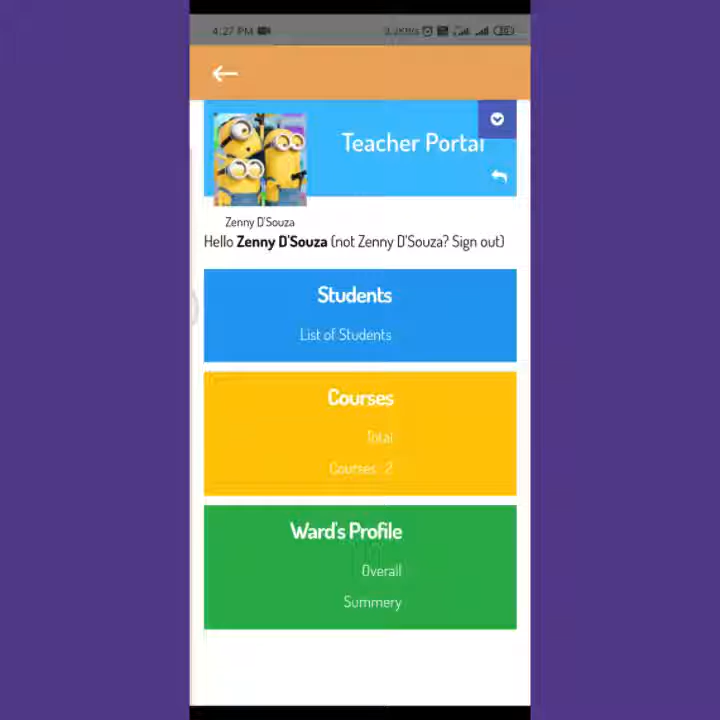 4:27 PM
Teacher Portal
Zenny D'Souza
Hello Zenny D'Souza (not Zenny D'Souza? Sign out)
Students
List of Students
Courses
Total
Courses : 2
Ward's Profile
Overall
Summery